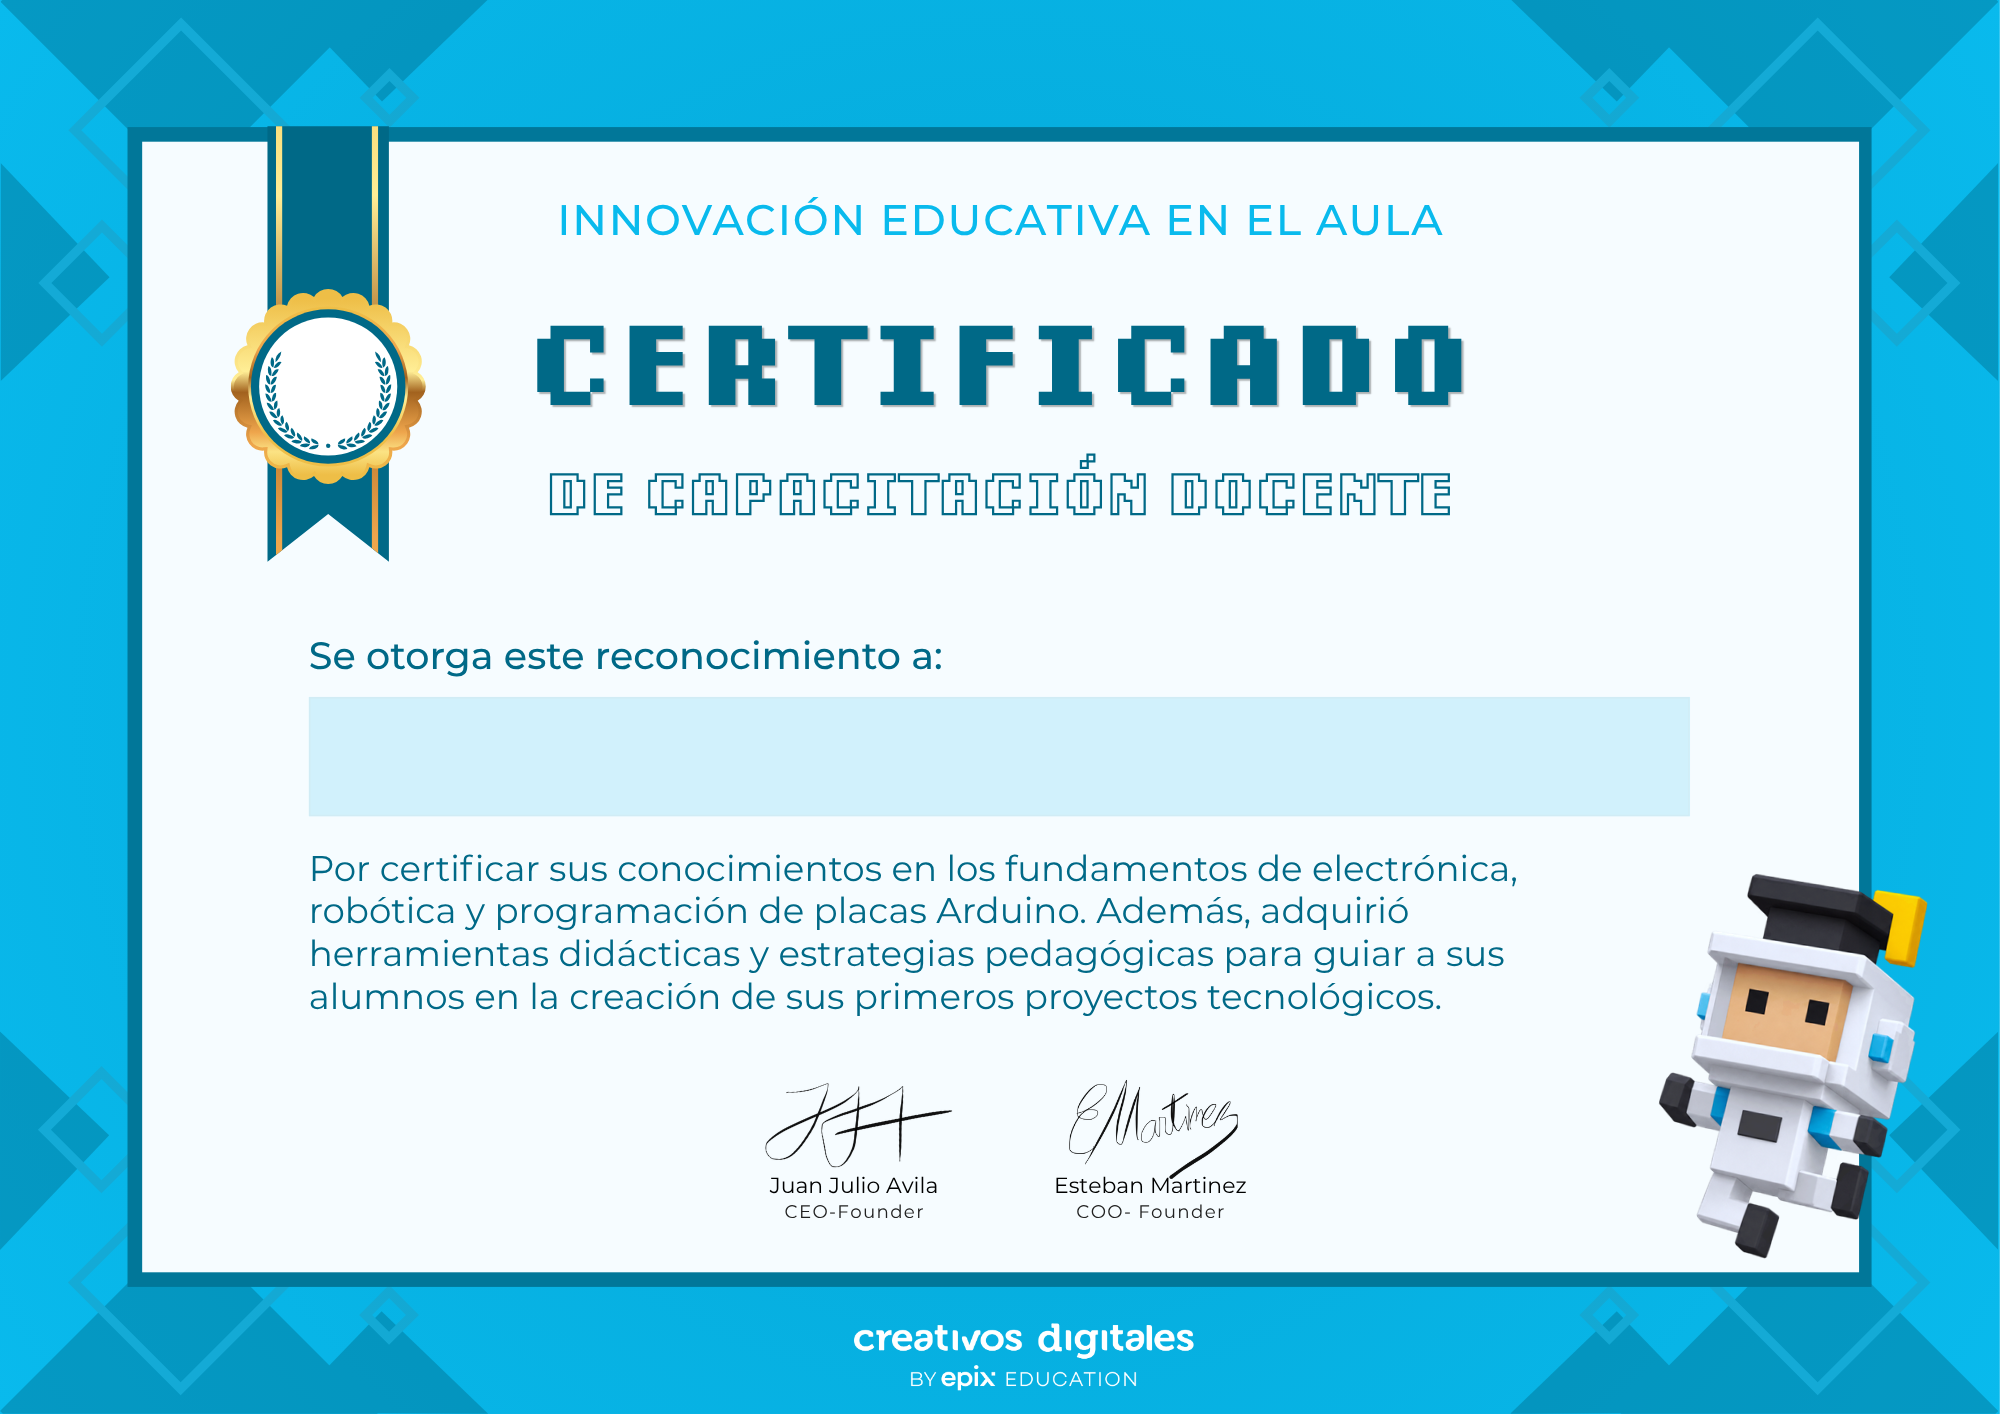 INNOVACIÓN EDUCATIVA EN EL AULA
CERTIFICADO
DE CAPACITACIÓN DOCENTE
Se otorga este reconocimiento a:
Por certificar sus conocimientos en los fundamentos de electrónica,
robótica y programación de placas Arduino. Además, adquirió
herramientas didácticas y estrategias pedagógicas para guiar a sus
alumnos en la creación de sus primeros proyectos tecnológicos.
EMartinez
Juan Julio Avila
Esteban Martinez
CEO-Founder
COO- Founder
creativos digitales
BY epix EDUCATION